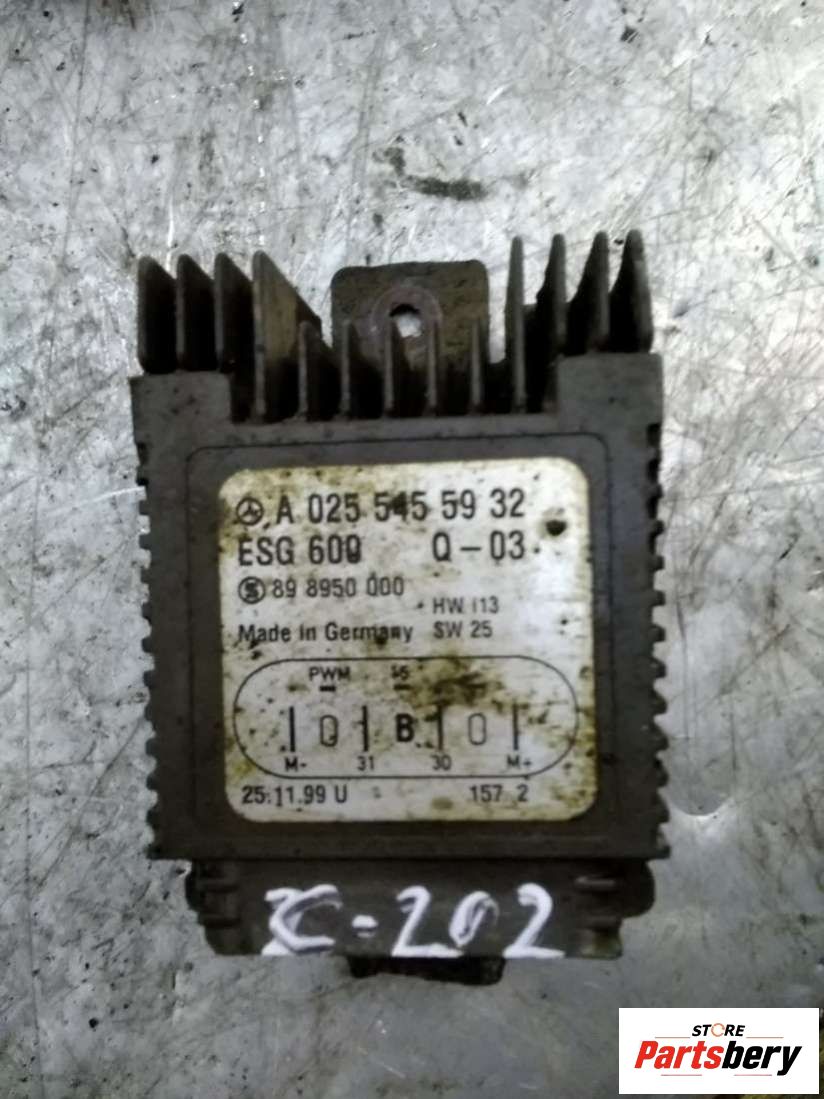 A 025 545 59 32
ESG 600 Q-03
89 8950 000
HW 113
Made in Germany SW 25
PWM 15
B
M- 31 30 M+
25.11.99 U 157 2
C-202
STORE
Partsbery